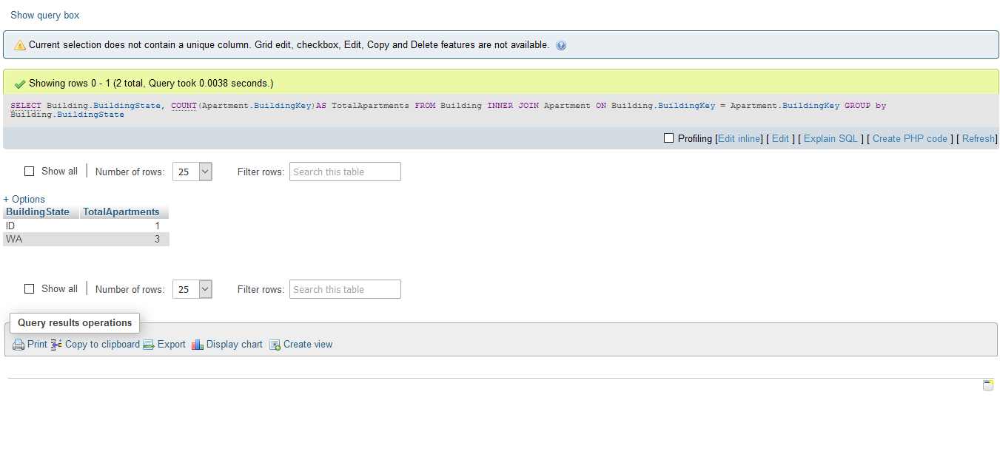 Show query box
Current selection does not contain a unique column. Grid edit, checkbox, Edit, Copy and Delete features are not available.
Showing rows 0 - 1 (2 total, Query took 0.0038 seconds.)
SELECT Building.BuildingState, COUNT(Apartment.BuildingKey)AS TotalApartments FROM Building INNER JOIN Apartment ON Building.BuildingKey = Apartment.BuildingKey GROUP by
Building.BuildingState
Profiling [Edit inline] [ Edit ] [ Explain SQL ] [ Create PHP code ] [ Refresh]
Show all Number of rows: 25 Filter rows: Search this table
+ Options
BuildingState TotalApartments
ID 1
WA 3
Show all Number of rows: 25 Filter rows: Search this table
Query results operations
Print Copy to clipboard Export Display chart Create view